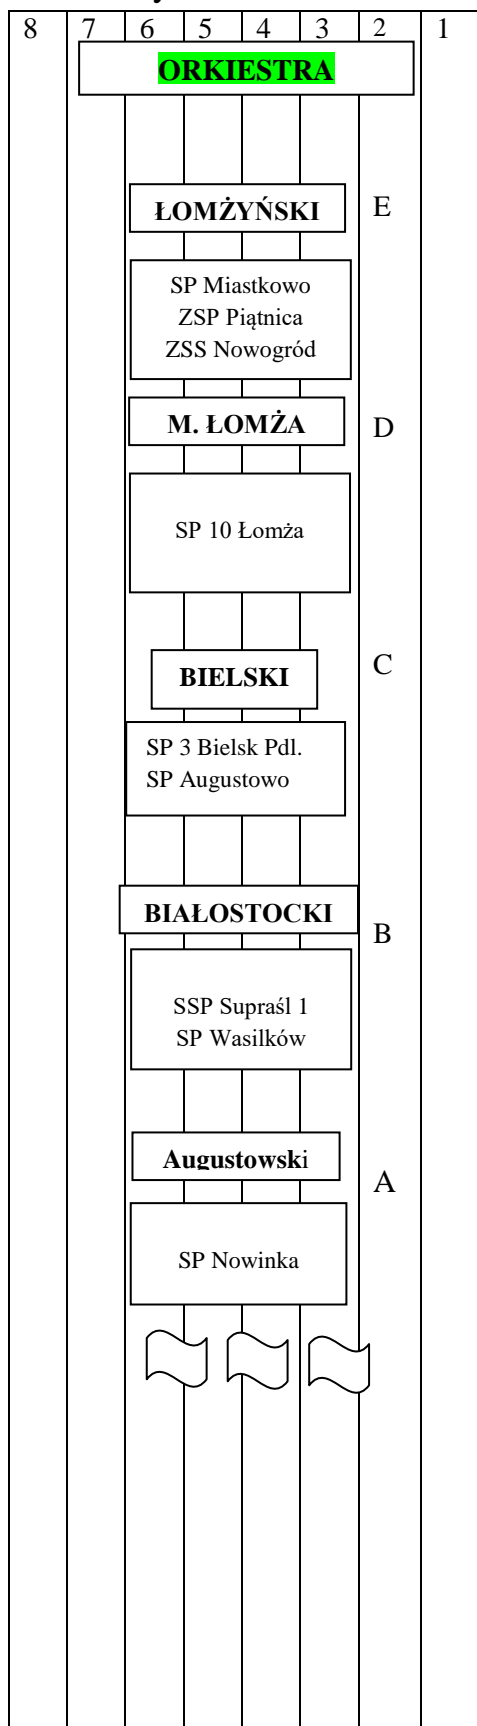 8 7 6 5 4 3 2 1
ORKIESTRA
ŁOMŻYŃSKI E
SP Miastkowo
ZSP Piątnica
ZSS Nowogród
M. ŁOMŻA D
SP 10 Łomża
BIELSKI C
SP 3 Bielsk Pdl.
SP Augustowo
BIAŁOSTOCKI B
SSP Supraśl 1
SP Wasilków
Augustowski A
SP Nowinka